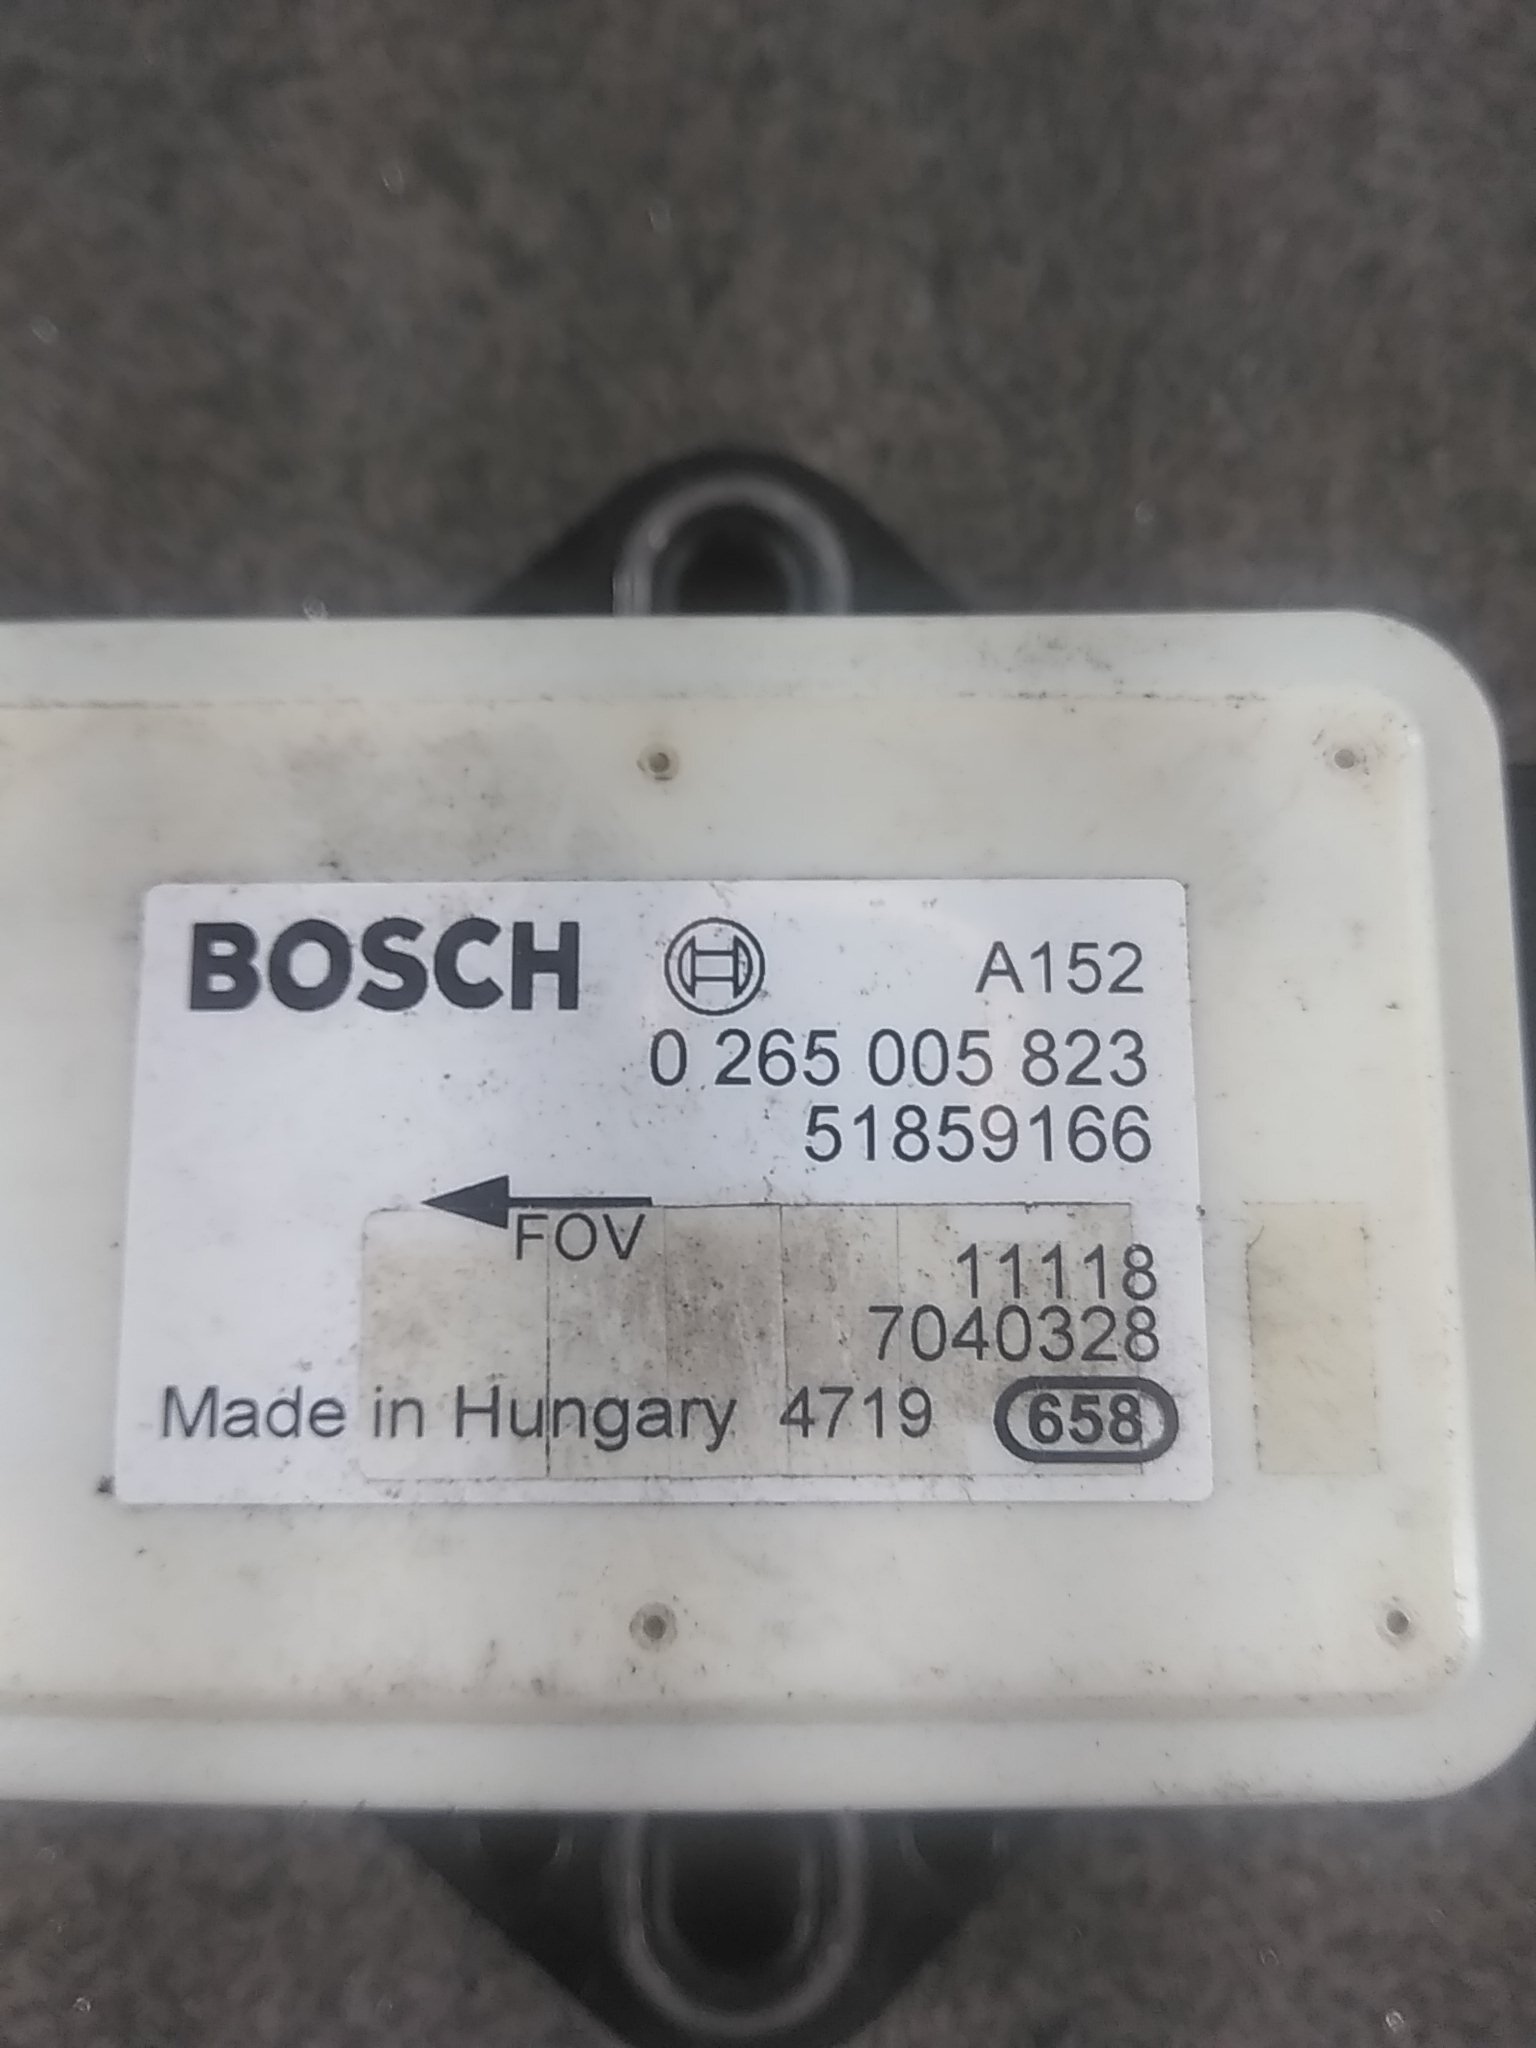 BOSCH A152
0 265 005 823
51859166
FOV
11118
7040328
Made in Hungary 4719 658